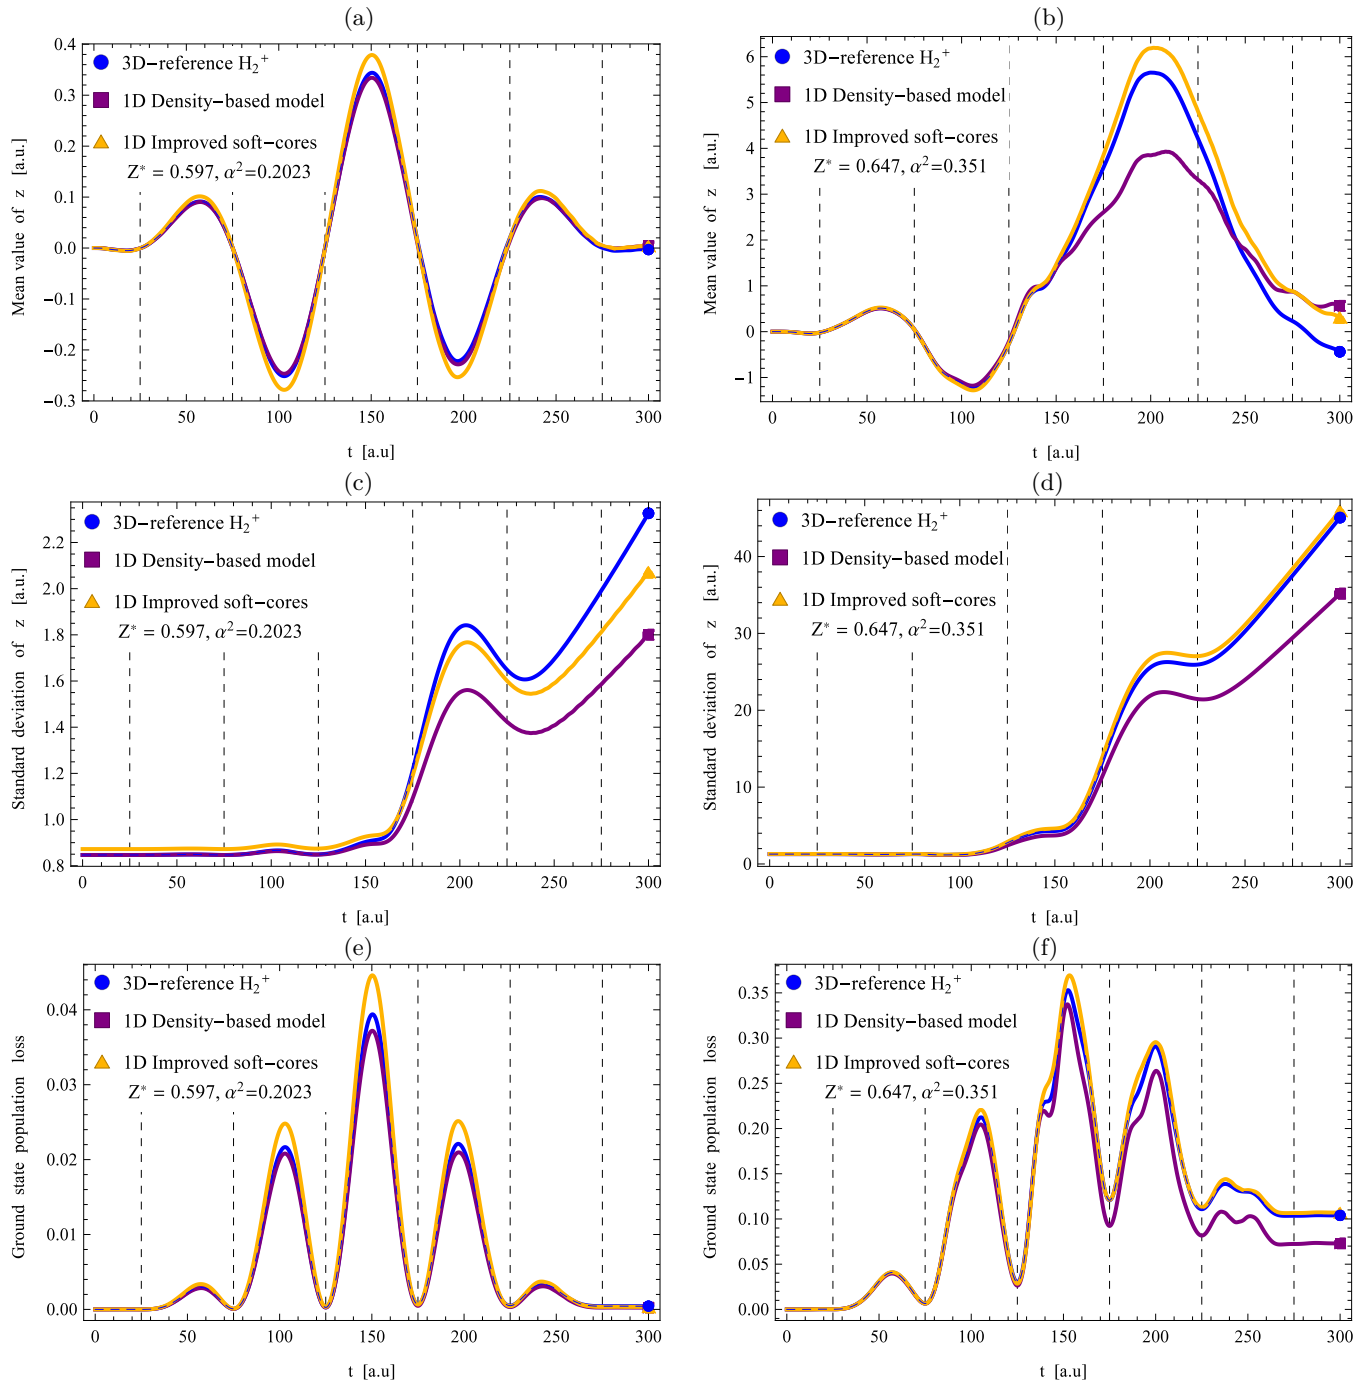 (a)
0.4
0.3
0.2
0.1
0.0
−0.1
−0.2
−0.3
Mean value of z [a.u.]
3D−reference H₂⁺
1D Density−based model
1D Improved soft−cores
Z* = 0.597, α²=0.2023
0 50 100 150 200 250 300
t [a.u]
(b)
6
5
4
3
2
1
0
−1
Mean value of z [a.u.]
3D−reference H₂⁺
1D Density−based model
1D Improved soft−cores
Z* = 0.647, α²=0.351
0 50 100 150 200 250 300
t [a.u]
(c)
2.2
2.0
1.8
1.6
1.4
1.2
1.0
0.8
Standard deviation of z [a.u.]
3D−reference H₂⁺
1D Density−based model
1D Improved soft−cores
Z* = 0.597, α²=0.2023
0 50 100 150 200 250 300
t [a.u]
(d)
40
30
20
10
0
Standard deviation of z [a.u.]
3D−reference H₂⁺
1D Density−based model
1D Improved soft−cores
Z* = 0.647, α²=0.351
0 50 100 150 200 250 300
t [a.u]
(e)
0.04
0.03
0.02
0.01
0.00
Ground state population loss
3D−reference H₂⁺
1D Density−based model
1D Improved soft−cores
Z* = 0.597, α²=0.2023
0 50 100 150 200 250 300
t [a.u]
(f)
0.35
0.30
0.25
0.20
0.15
0.10
0.05
0.00
Ground state population loss
3D−reference H₂⁺
1D Density−based model
1D Improved soft−cores
Z* = 0.647, α²=0.351
0 50 100 150 200 250 300
t [a.u]